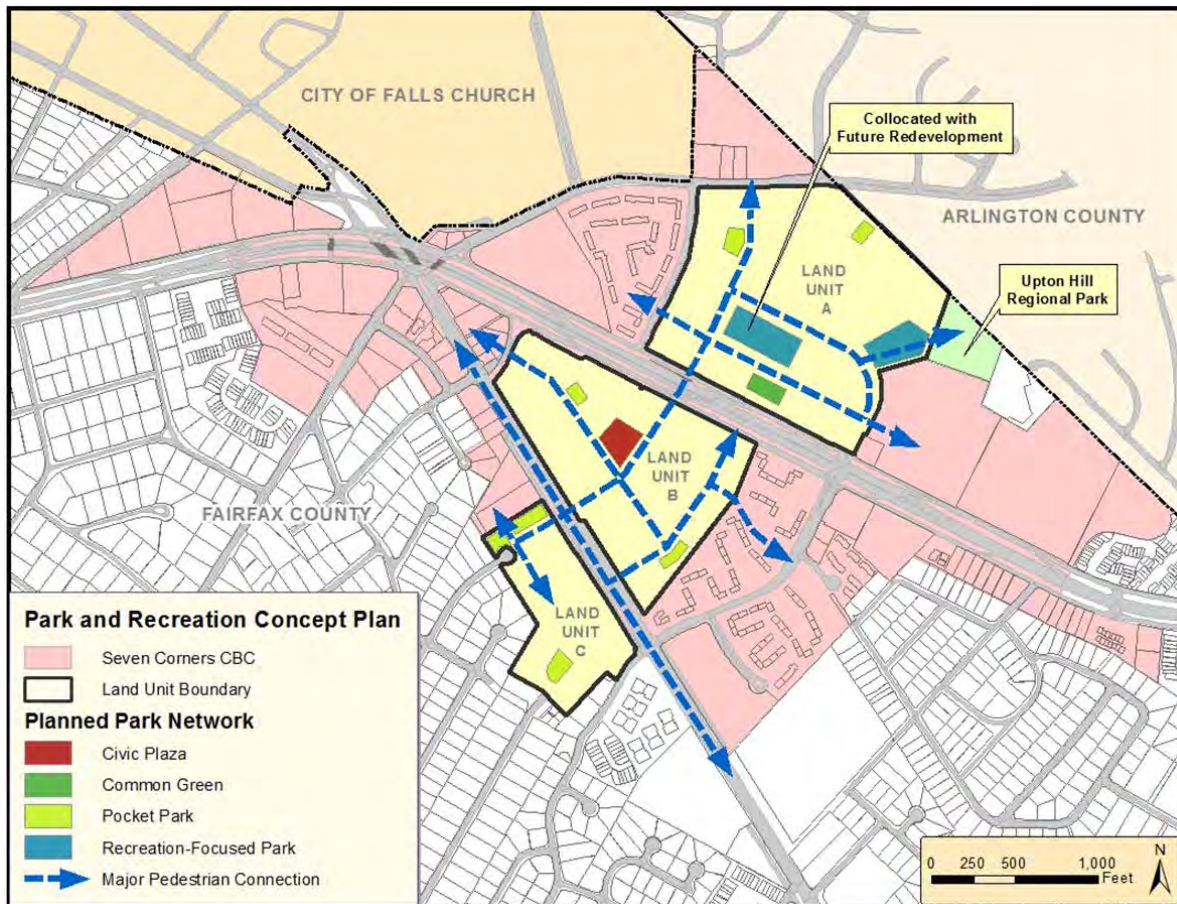 CITY OF FALLS CHURCH
Collocated with
Future Redevelopment
ARLINGTON COUNTY
LAND
UNIT
A
Upton Hill
Regional Park
LAND
UNIT
B
FAIRFAX COUNTY
LAND
UNIT
C
Park and Recreation Concept Plan
Seven Corners CBC
Land Unit Boundary
Planned Park Network
Civic Plaza
Common Green
Pocket Park
Recreation-Focused Park
Major Pedestrian Connection
N
0 250 500 1,000
Feet